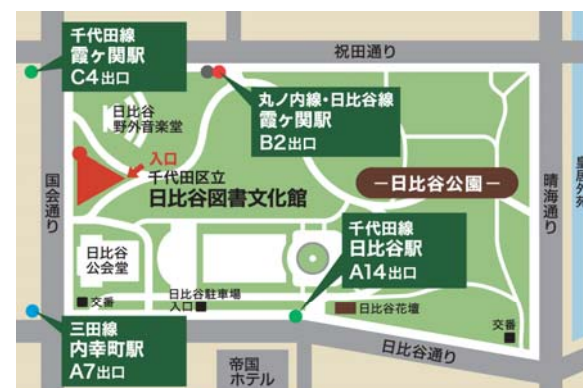 千代田線
霞ヶ関駅
C4出口
祝田通り
丸ノ内線・日比谷線
霞ヶ関駅
B2出口
日比谷
野外音楽堂
入口
千代田区立
日比谷図書文化館
－日比谷公園－
国会通り
晴海通り
皇居外苑
千代田線
日比谷駅
A14出口
日比谷
公会堂
日比谷駐車場
入口
交番
日比谷花壇
交番
三田線
内幸町駅
A7出口
日比谷通り
帝国
ホテル